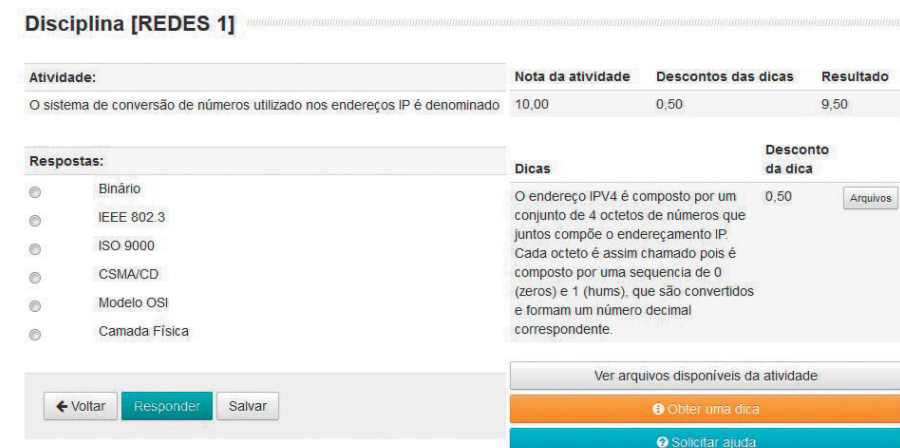 Disciplina [REDES 1]
Atividade:
O sistema de conversão de números utilizado nos endereços IP é denominado
Nota da atividade Descontos das dicas Resultado
10,00 0,50 9,50
Respostas:
Binário
IEEE 802.3
ISO 9000
CSMA/CD
Modelo OSI
Camada Física
Voltar Responder Salvar
Dicas Desconto
da dica
O endereço IPV4 é composto por um 0,50 Arquivos
conjunto de 4 octetos de números que
juntos compõe o endereçamento IP.
Cada octeto é assim chamado pois é
composto por uma sequencia de 0
(zeros) e 1 (hums), que são convertidos
e formam um número decimal
correspondente.
Ver arquivos disponíveis da atividade
Obter uma dica
Solicitar ajuda